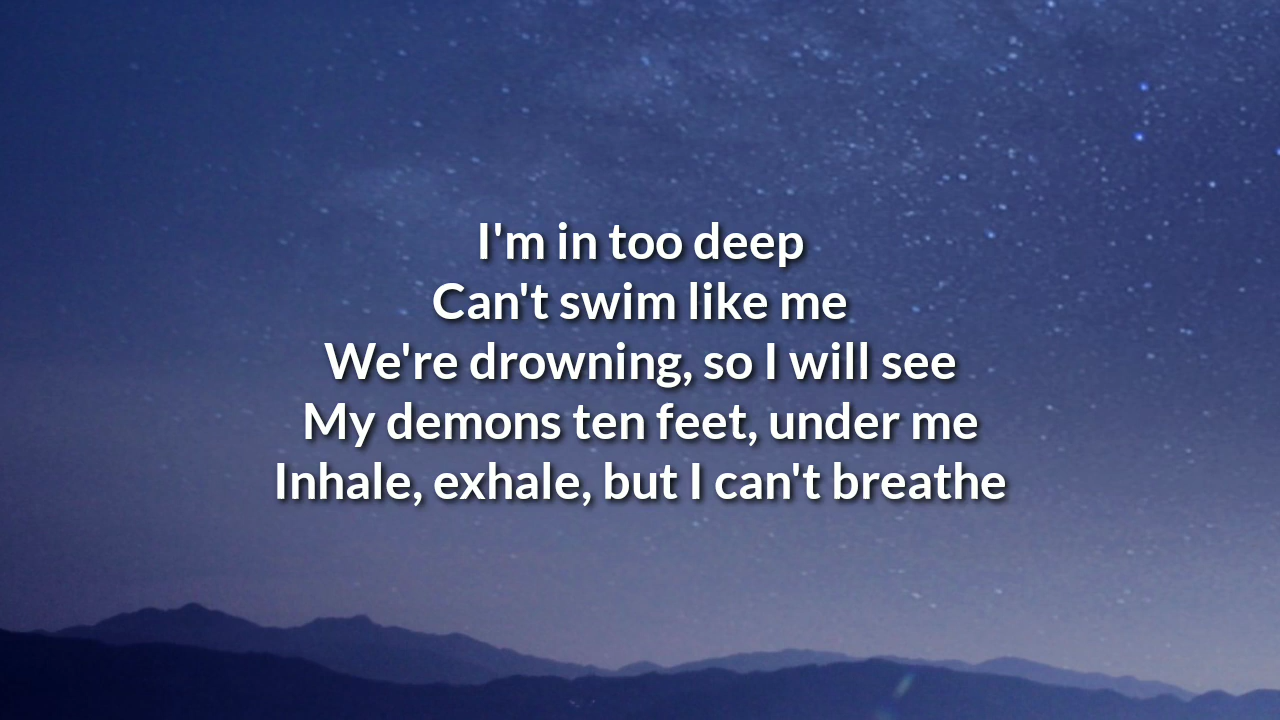 I'm in too deep
Can't swim like me
We're drowning, so I will see
My demons ten feet, under me
Inhale, exhale, but I can't breathe